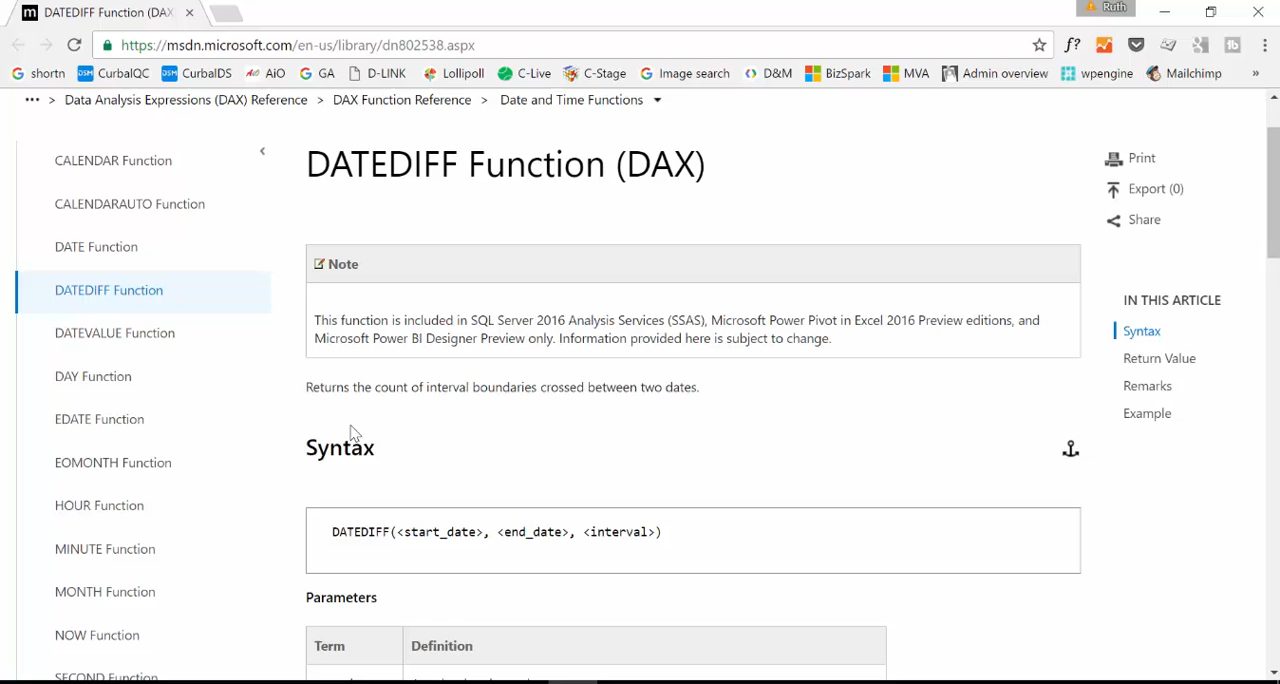 m DATEDIFF Function (DAX ×
Ruth
https://msdn.microsoft.com/en-us/library/dn802538.aspx
f?
shortn CurbalQC CurbalDS AiO GA D-LINK Lollipoll C-Live C-Stage Image search D&M BizSpark MVA Admin overview wpengine Mailchimp »
••• > Data Analysis Expressions (DAX) Reference > DAX Function Reference > Date and Time Functions
CALENDAR Function
CALENDARAUTO Function
DATE Function
DATEDIFF Function
DATEVALUE Function
DAY Function
EDATE Function
EOMONTH Function
HOUR Function
MINUTE Function
MONTH Function
NOW Function
SECOND Function
DATEDIFF Function (DAX)
Note
This function is included in SQL Server 2016 Analysis Services (SSAS), Microsoft Power Pivot in Excel 2016 Preview editions, and
Microsoft Power BI Designer Preview only. Information provided here is subject to change.
Returns the count of interval boundaries crossed between two dates.
Syntax
DATEDIFF(<start_date>, <end_date>, <interval>)
Parameters
Term Definition
Print
Export (0)
Share
IN THIS ARTICLE
Syntax
Return Value
Remarks
Example